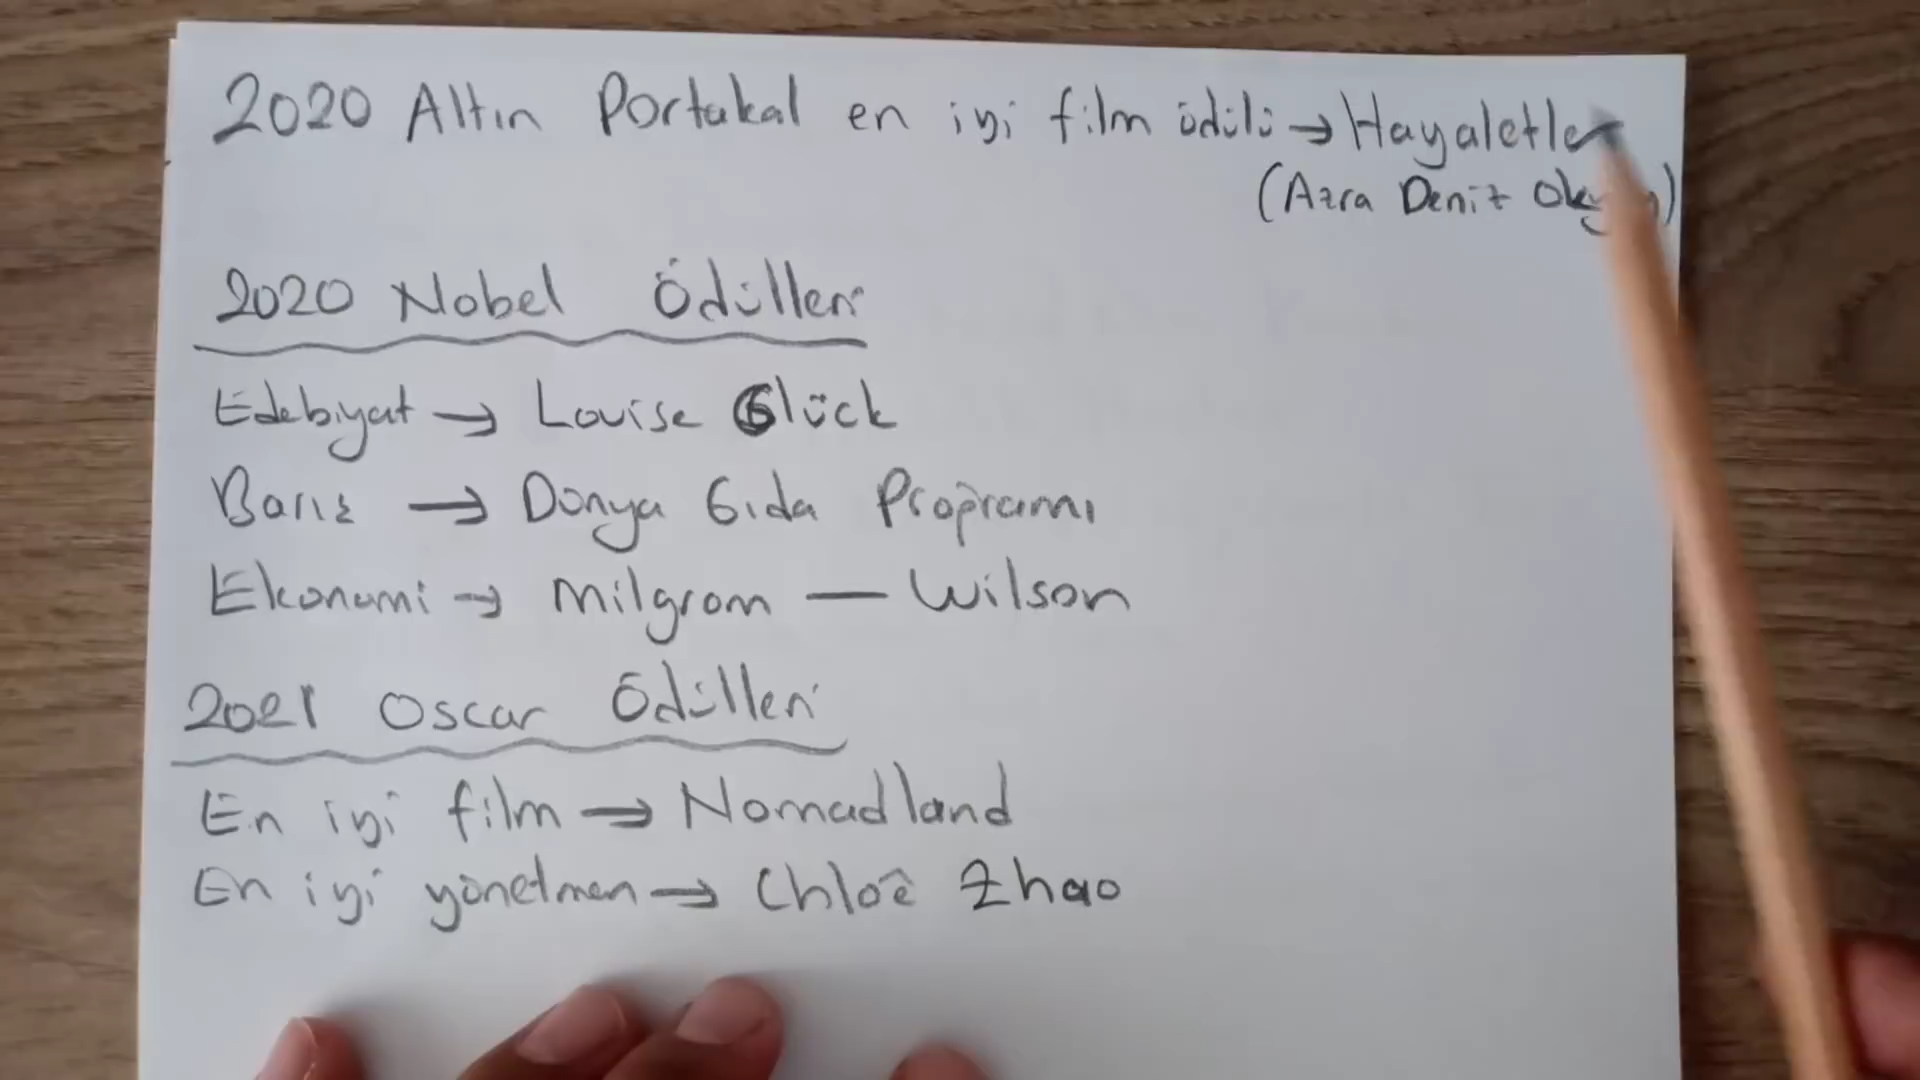 2020 Altın Portakal en iyi film ödülü → Hayaletler
(Azra Deniz
2020 Nobel Ödülleri
Edebiyat → Louise Glück
Barış → Dünya Gıda Programı
Ekonomi → Milgrom — Wilson
2021 Oscar Ödülleri
En iyi film → Nomadland
En iyi yönetmen → Chloê Zhao